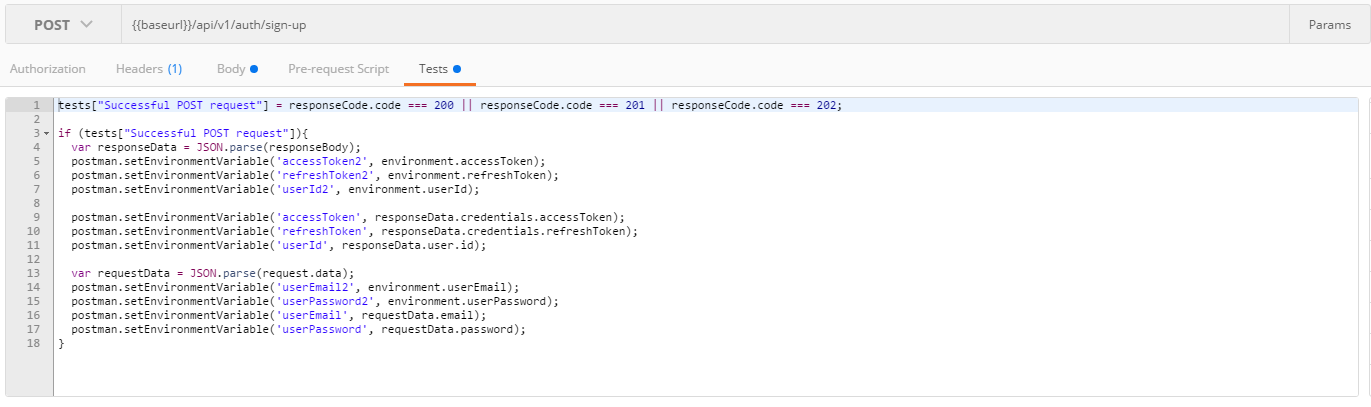 POST {{baseurl}}/api/v1/auth/sign-up Params
Authorization Headers (1) Body Pre-request Script Tests
1 tests["Successful POST request"] = responseCode.code === 200 || responseCode.code === 201 || responseCode.code === 202;
2
3 if (tests["Successful POST request"]){
4 var responseData = JSON.parse(responseBody);
5 postman.setEnvironmentVariable('accessToken2', environment.accessToken);
6 postman.setEnvironmentVariable('refreshToken2', environment.refreshToken);
7 postman.setEnvironmentVariable('userId2', environment.userId);
8
9 postman.setEnvironmentVariable('accessToken', responseData.credentials.accessToken);
10 postman.setEnvironmentVariable('refreshToken', responseData.credentials.refreshToken);
11 postman.setEnvironmentVariable('userId', responseData.user.id);
12
13 var requestData = JSON.parse(request.data);
14 postman.setEnvironmentVariable('userEmail2', environment.userEmail);
15 postman.setEnvironmentVariable('userPassword2', environment.userPassword);
16 postman.setEnvironmentVariable('userEmail', requestData.email);
17 postman.setEnvironmentVariable('userPassword', requestData.password);
18 }